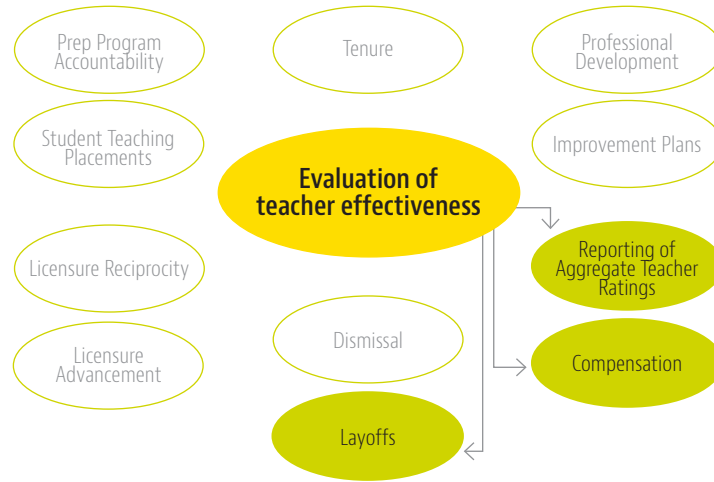 Prep Program
Accountability
Tenure
Professional
Development
Student Teaching
Placements
Improvement Plans
Evaluation of
teacher effectiveness
Licensure Reciprocity
Reporting of
Aggregate Teacher
Ratings
Licensure
Advancement
Dismissal
Compensation
Layoffs